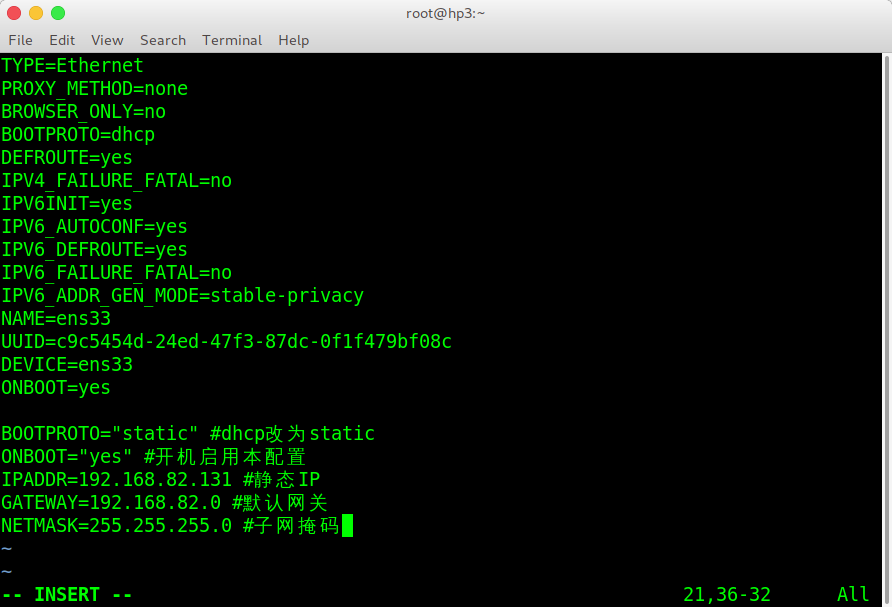 root@hp3:~
File Edit View Search Terminal Help
TYPE=Ethernet
PROXY_METHOD=none
BROWSER_ONLY=no
BOOTPROTO=dhcp
DEFROUTE=yes
IPV4_FAILURE_FATAL=no
IPV6INIT=yes
IPV6_AUTOCONF=yes
IPV6_DEFROUTE=yes
IPV6_FAILURE_FATAL=no
IPV6_ADDR_GEN_MODE=stable-privacy
NAME=ens33
UUID=c9c5454d-24ed-47f3-87dc-0f1f479bf08c
DEVICE=ens33
ONBOOT=yes
BOOTPROTO="static" #dhcp改为static
ONBOOT="yes" #开机启用本配置
IPADDR=192.168.82.131 #静态IP
GATEWAY=192.168.82.0 #默认网关
NETMASK=255.255.255.0 #子网掩码
~
~
-- INSERT -- 21,36-32 All